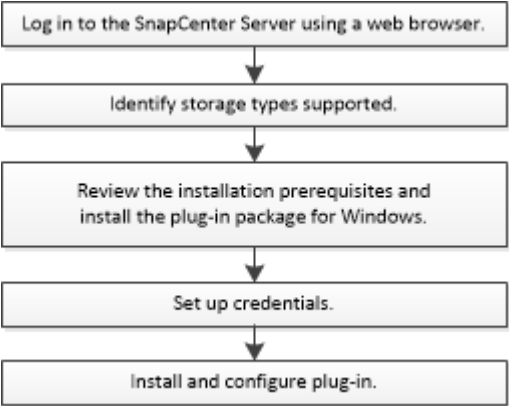 Log in to the SnapCenter Server using a web browser.
Identify storage types supported.
Review the installation prerequisites and
install the plug-in package for Windows.
Set up credentials.
Install and configure plug-in.